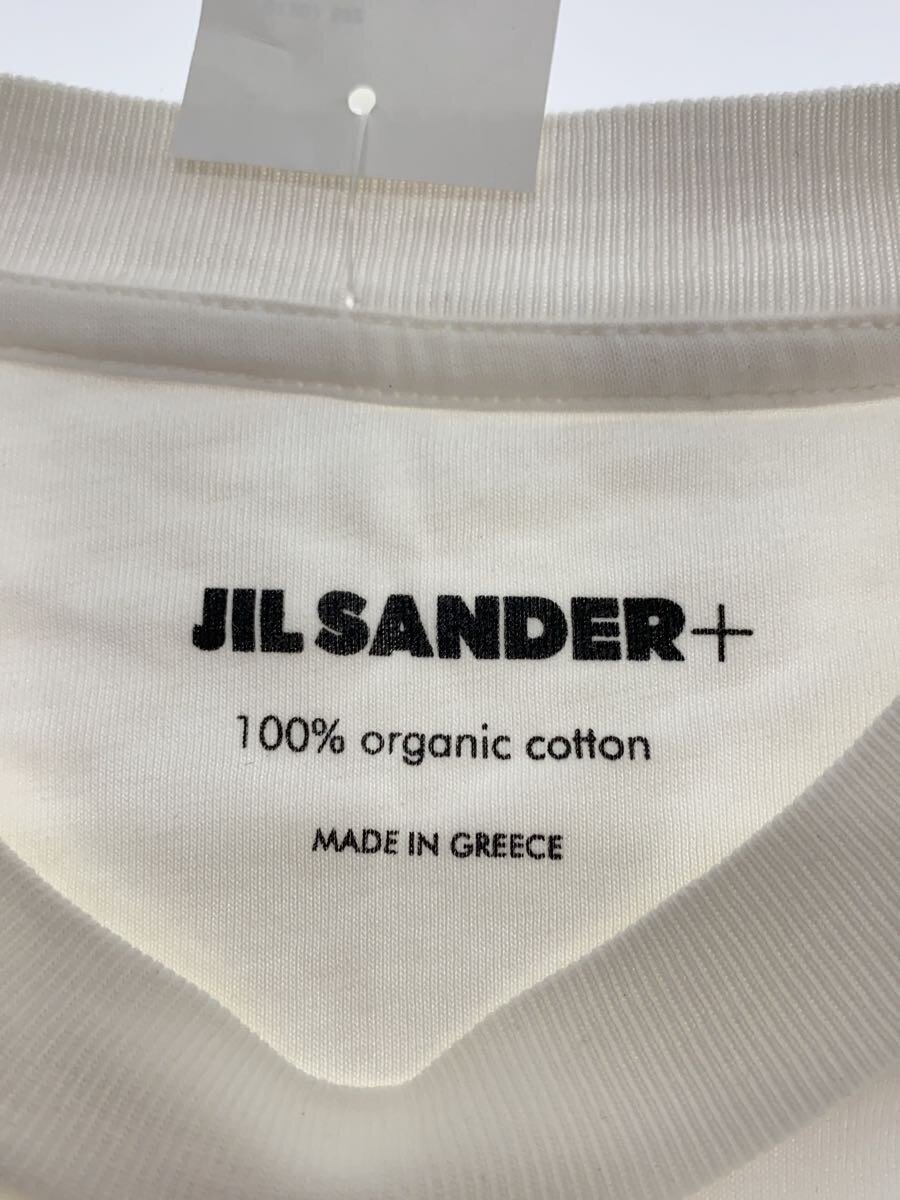 JIL SANDER+
100% organic cotton
MADE IN GREECE